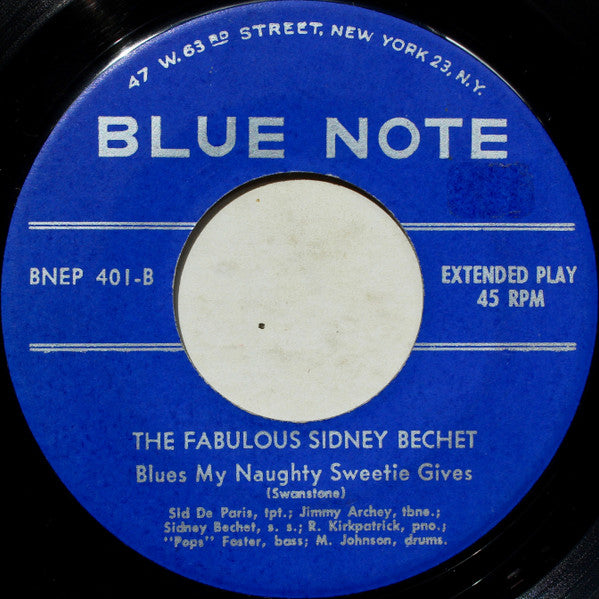 47 W. 63RD STREET, NEW YORK 23, N.Y.
BLUE NOTE
BNEP 401-B
EXTENDED PLAY
45 RPM
THE FABULOUS SIDNEY BECHET
Blues My Naughty Sweetie Gives
(Swanstone)
Sid De Paris, tpt.; Jimmy Archey, tbne.;
Sidney Bechet, s. s.; R. Kirkpatrick, pno.;
"Pops" Foster, bass; M. Johnson, drums.